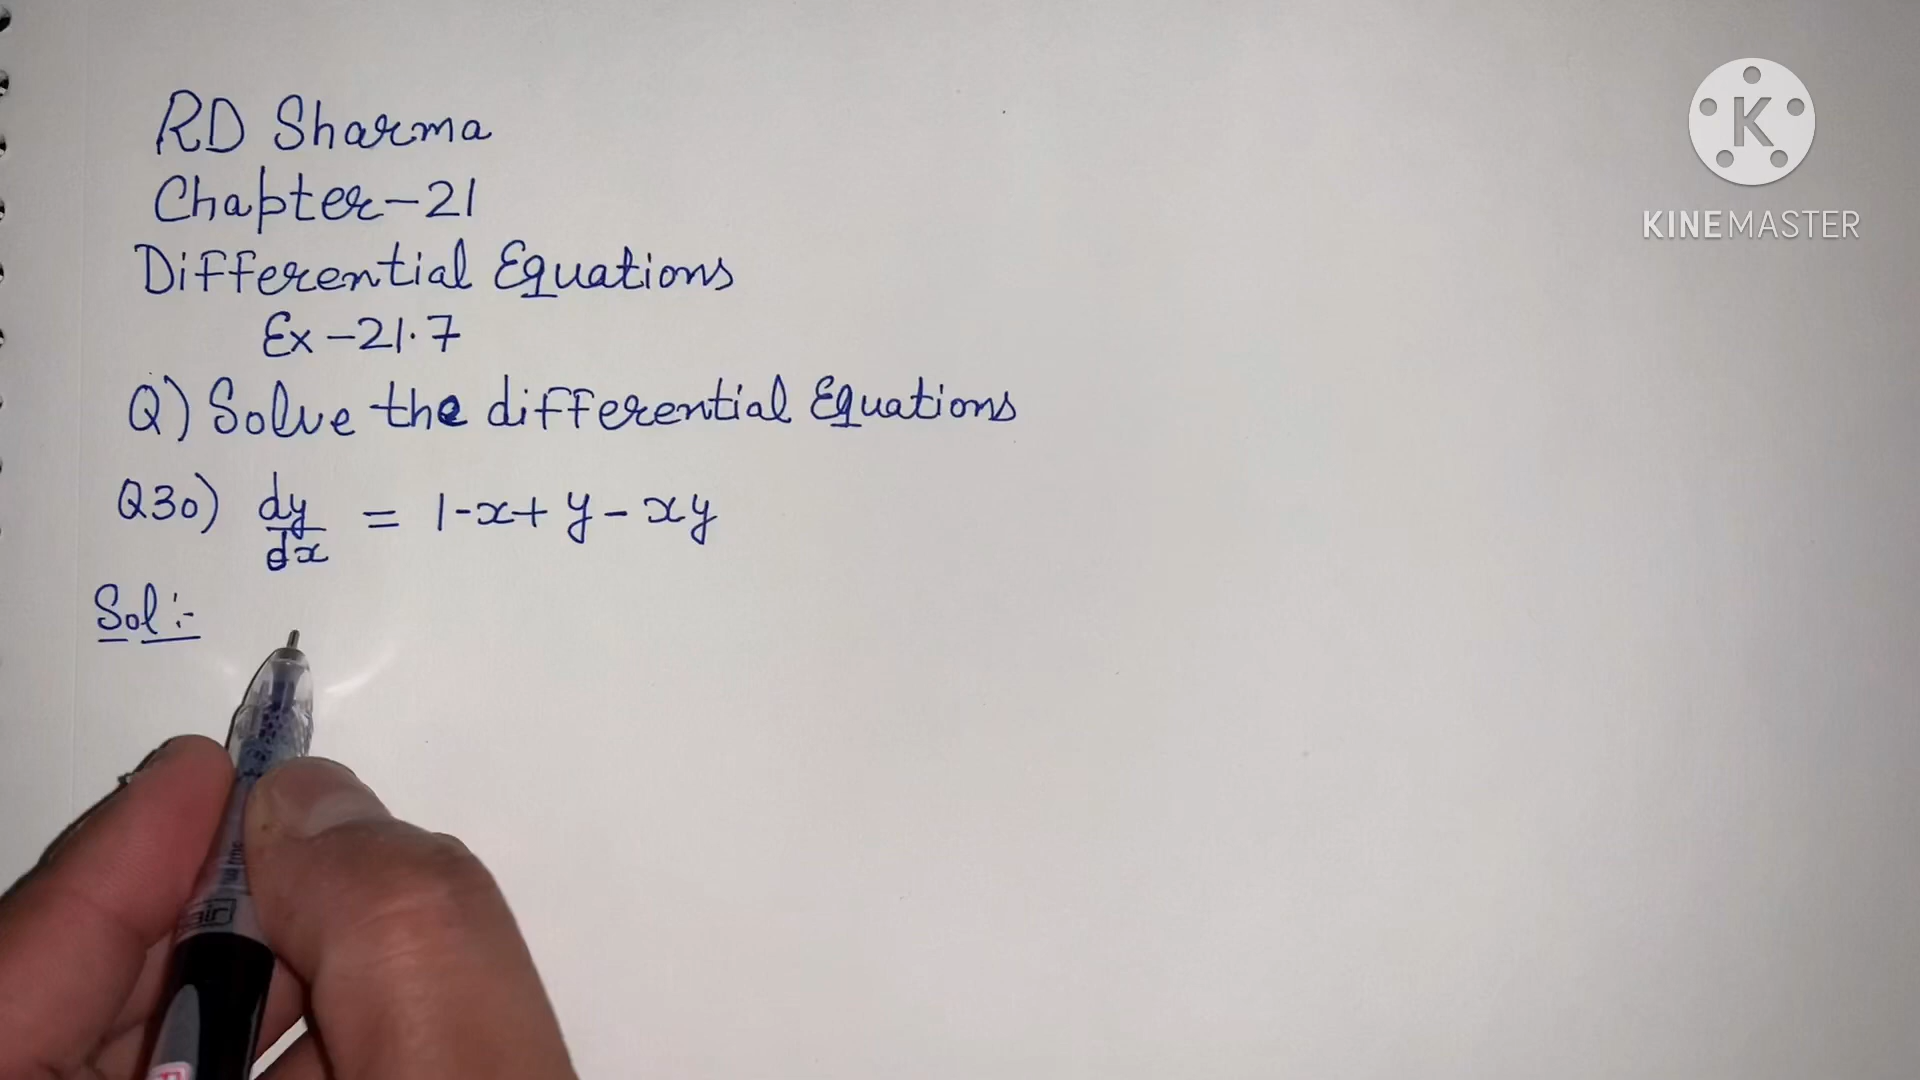 RD Sharma
Chapter-21
Differential Equations
Ex-21.7
Q) Solve the differential Equations
Q30) dy/dx = 1-x+y-xy
Sol:-
K
KINEMASTER